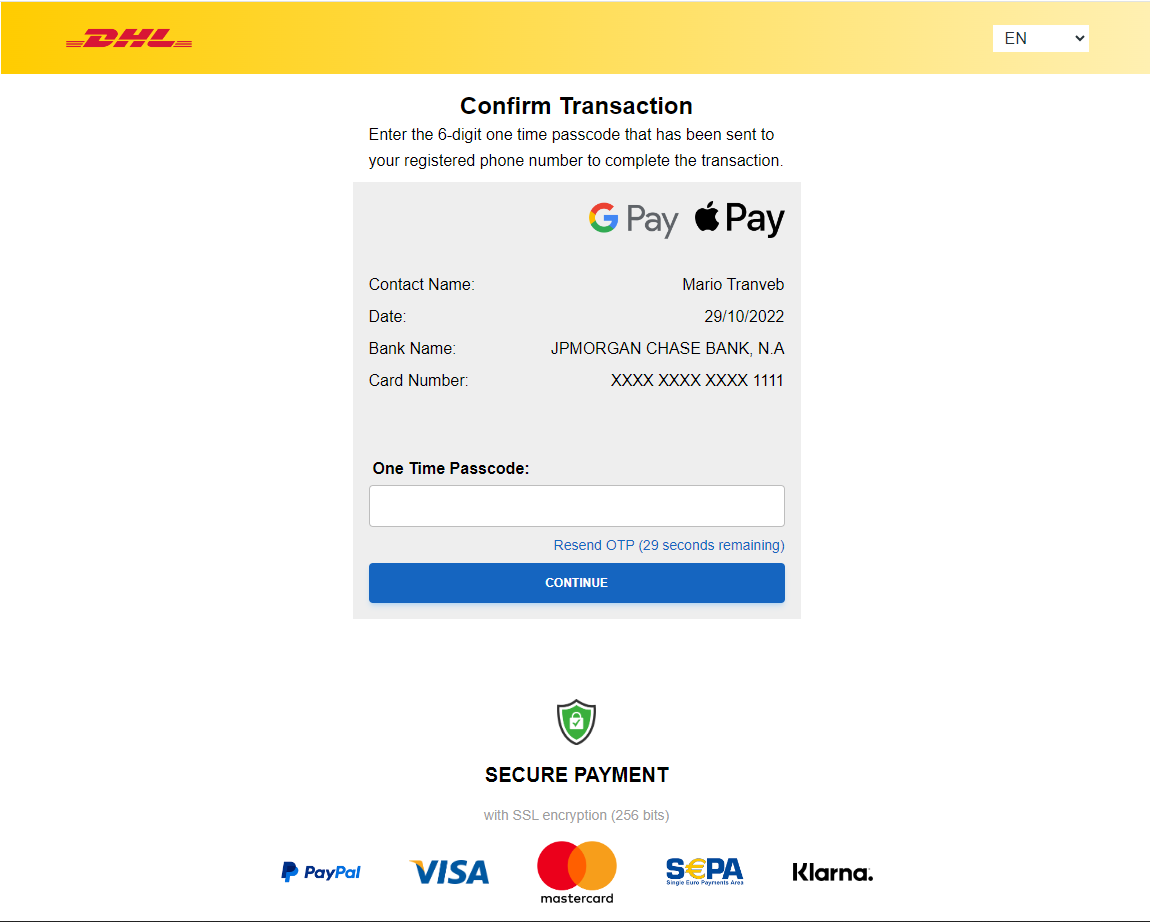 DHL
EN
Confirm Transaction
Enter the 6-digit one time passcode that has been sent to
your registered phone number to complete the transaction.
G Pay Pay
Contact Name: Mario Tranveb
Date: 29/10/2022
Bank Name: JPMORGAN CHASE BANK, N.A
Card Number: XXXX XXXX XXXX 1111
One Time Passcode:
Resend OTP (29 seconds remaining)
CONTINUE
SECURE PAYMENT
with SSL encryption (256 bits)
PayPal VISA mastercard S€PA Single Euro Payments Area Klarna.